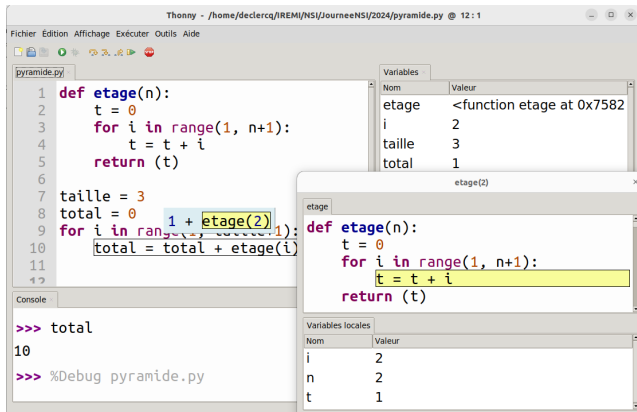 Thonny - /home/declercq/IREMI/NSI/JourneeNSI/2024/pyramide.py @ 12 : 1
Fichier Édition Affichage Exécuter Outils Aide
pyramide.py
1 def etage(n):
2 t = 0
3 for i in range(1, n+1):
4 t = t + i
5 return (t)
6
7 taille = 3
8 total = 0
9 for i in range(1, taille+1):
10 total = total + etage(i)
11
12
1 + etage(2)
Variables
Nom Valeur
etage <function etage at 0x7582
i 2
taille 3
total 1
etage(2)
etage
def etage(n):
t = 0
for i in range(1, n+1):
t = t + i
return (t)
Variables locales
Nom Valeur
i 2
n 2
t 1
Console
>>> total
10
>>> %Debug pyramide.py